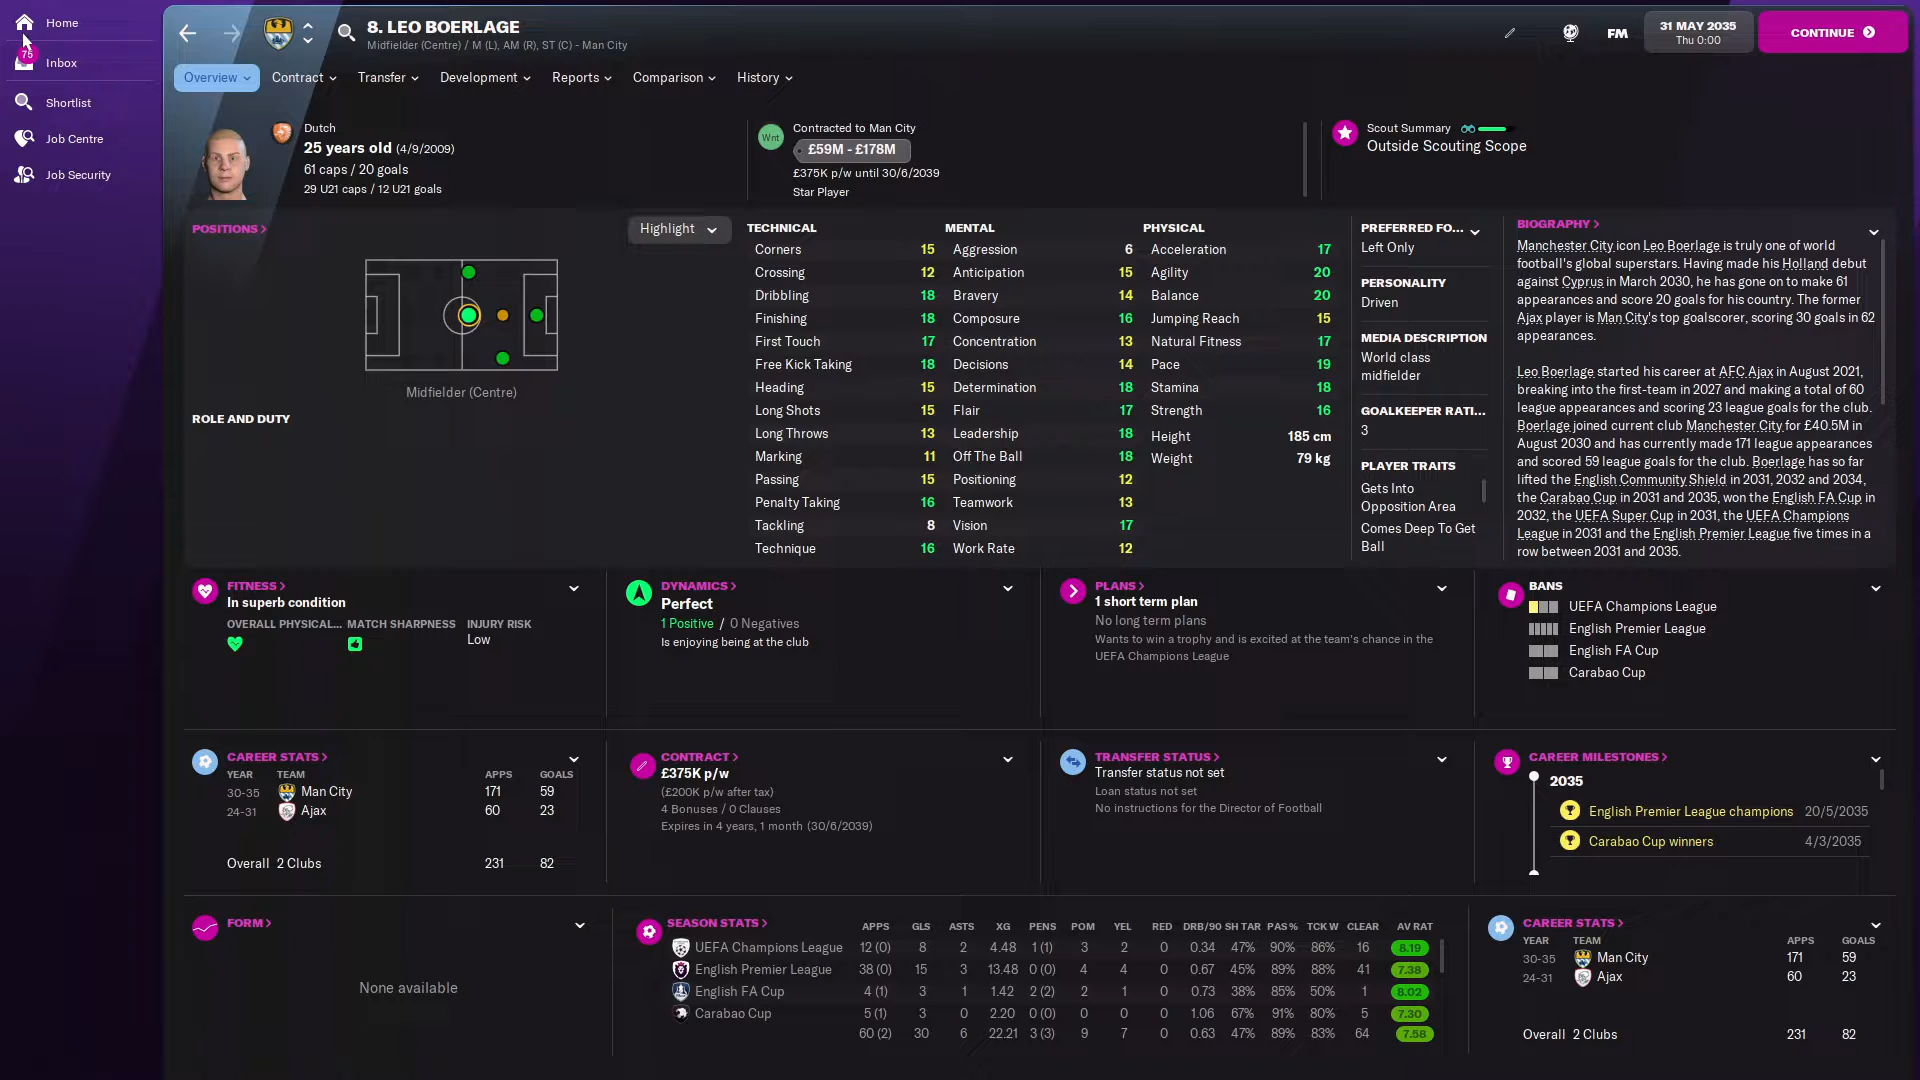 Home
75
Inbox
Shortlist
Job Centre
Job Security
8. LEO BOERLAGE
Midfielder (Centre) / M (L), AM (R), ST (C) - Man City
FM
31 MAY 2035
Thu 0:00
CONTINUE
Overview
Contract
Transfer
Development
Reports
Comparison
History
Dutch
25 years old (4/9/2009)
61 caps / 20 goals
29 U21 caps / 12 U21 goals
Wnt
Contracted to Man City
£59M - £178M
£375K p/w until 30/6/2039
Star Player
Scout Summary
Outside Scouting Scope
POSITIONS >
Highlight
Midfielder (Centre)
ROLE AND DUTY
TECHNICAL
Corners 15
Crossing 12
Dribbling 18
Finishing 18
First Touch 17
Free Kick Taking 18
Heading 15
Long Shots 15
Long Throws 13
Marking 11
Passing 15
Penalty Taking 16
Tackling 8
Technique 16
MENTAL
Aggression 6
Anticipation 15
Bravery 14
Composure 16
Concentration 13
Decisions 14
Determination 18
Flair 17
Leadership 18
Off The Ball 18
Positioning 12
Teamwork 13
Vision 17
Work Rate 12
PHYSICAL
Acceleration 17
Agility 20
Balance 20
Jumping Reach 15
Natural Fitness 17
Pace 19
Stamina 18
Strength 16
Height 185 cm
Weight 79 kg
PREFERRED FO...
Left Only
PERSONALITY
Driven
MEDIA DESCRIPTION
World class
midfielder
GOALKEEPER RATI...
3
PLAYER TRAITS
Gets Into
Opposition Area
Comes Deep To Get
Ball
BIOGRAPHY >
Manchester City icon Leo Boerlage is truly one of world
football's global superstars. Having made his Holland debut
against Cyprus in March 2030, he has gone on to make 61
appearances and score 20 goals for his country. The former
Ajax player is Man City's top goalscorer, scoring 30 goals in 62
appearances.
Leo Boerlage started his career at AFC Ajax in August 2021,
breaking into the first-team in 2027 and making a total of 60
league appearances and scoring 23 league goals for the club.
Boerlage joined current club Manchester City for £40.5M in
August 2030 and has currently made 171 league appearances
and scored 59 league goals for the club. Boerlage has so far
lifted the English Community Shield in 2031, 2032 and 2034,
the Carabao Cup in 2031 and 2035, won the English FA Cup in
2032, the UEFA Super Cup in 2031, the UEFA Champions
League in 2031 and the English Premier League five times in a
row between 2031 and 2035.
FITNESS >
In superb condition
OVERALL PHYSICAL... MATCH SHARPNESS INJURY RISK
Low
DYNAMICS >
Perfect
1 Positive / 0 Negatives
Is enjoying being at the club
PLANS >
1 short term plan
No long term plans
Wants to win a trophy and is excited at the team's chance in the
UEFA Champions League
BANS
UEFA Champions League
English Premier League
English FA Cup
Carabao Cup
CAREER STATS >
YEAR TEAM APPS GOALS
30-35 Man City 171 59
24-31 Ajax 60 23
Overall 2 Clubs 231 82
CONTRACT >
£375K p/w
(£200K p/w after tax)
4 Bonuses / 0 Clauses
Expires in 4 years, 1 month (30/6/2039)
TRANSFER STATUS >
Transfer status not set
Loan status not set
No instructions for the Director of Football
CAREER MILESTONES >
2035
English Premier League champions 20/5/2035
Carabao Cup winners 4/3/2035
FORM >
None available
SEASON STATS > APPS GLS ASTS XG PENS POM YEL RED DRB/90 SH TAR PAS % TCK W CLEAR AV RAT
UEFA Champions League 12 (0) 8 2 4.48 1 (1) 3 2 0 0.34 47% 90% 86% 16 8.19
English Premier League 38 (0) 15 3 13.48 0 (0) 4 4 0 0.67 45% 89% 88% 41 7.38
English FA Cup 4 (1) 3 1 1.42 2 (2) 2 1 0 0.73 38% 85% 50% 1 8.02
Carabao Cup 5 (1) 3 0 2.20 0 (0) 0 0 0 1.06 67% 91% 80% 5 7.30
60 (2) 30 6 22.21 3 (3) 9 7 0 0.63 47% 89% 83% 64 7.58
CAREER STATS >
YEAR TEAM APPS GOALS
30-35 Man City 171 59
24-31 Ajax 60 23
Overall 2 Clubs 231 82